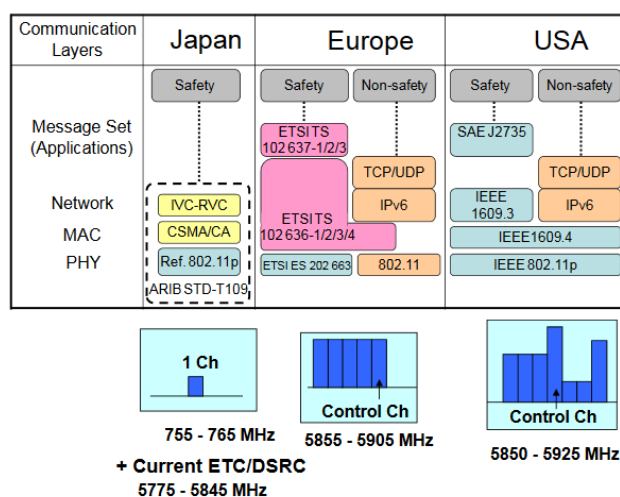 Communication
Layers
Japan
Europe
USA
Safety
Safety
Non-safety
Safety
Non-safety
Message Set
(Applications)
ETSI TS
102 637-1/2/3
SAE J2735
TCP/UDP
TCP/UDP
Network
IVC-RVC
IPv6
IEEE
1609.3
IPv6
MAC
CSMA/CA
ETSI TS
102 636-1/2/3/4
IEEE1609.4
PHY
Ref. 802.11p
ETSI ES 202 663
802.11
IEEE 802.11p
ARIB STD-T109
1 Ch
Control Ch
Control Ch
755 - 765 MHz
5855 - 5905 MHz
5850 - 5925 MHz
+ Current ETC/DSRC
5775 - 5845 MHz